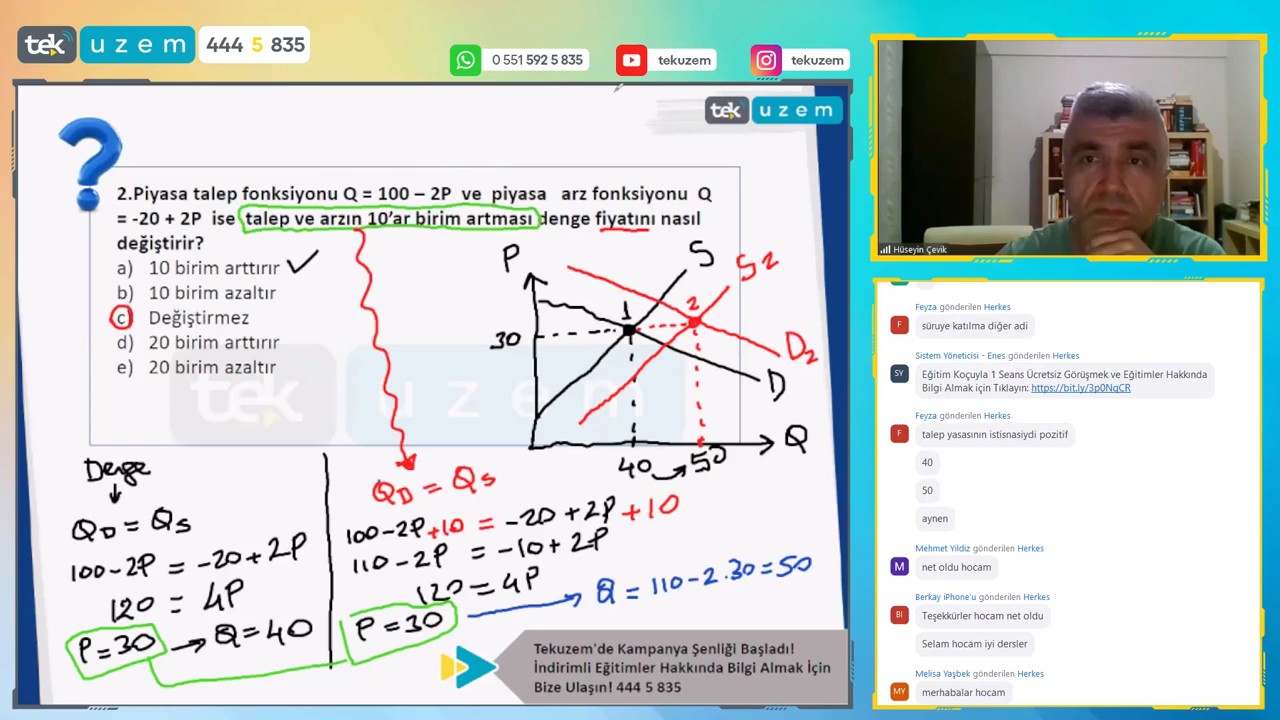 tek uzem 444 5 835
0 551 592 5 835
tekuzem
tekuzem
tek uzem
2.Piyasa talep fonksiyonu Q = 100 – 2P ve piyasa arz fonksiyonu Q
= -20 + 2P ise talep ve arzın 10'ar birim artması denge fiyatını nasıl
değiştirir?
a) 10 birim arttırır
b) 10 birim azaltır
c) Değiştirmez
d) 20 birim arttırır
e) 20 birim azaltır
tek uzem
P
S
S2
1
2
30
D2
D
Q
40 50
Denge
QD = QS
100-2P = -20+2P
120 = 4P
P=30 → Q=40
QD = QS
100-2P+10 = -20+2P+10
110-2P = -10+2P
120=4P
P=30
Q = 110-2.30=50
Tekuzem'de Kampanya Şenliği Başladı!
İndirimli Eğitimler Hakkında Bilgi Almak İçin
Bize Ulaşın! 444 5 835
Hüseyin Çevik
Feyza gönderilen Herkes
F
süruye katılma diğer adi
Sistem Yöneticisi - Enes gönderilen Herkes
SY
Eğitim Koçuyla 1 Seans Ücretsiz Görüşmek ve Eğitimler Hakkında
Bilgi Almak için Tıklayın: https://bit.ly/3p0NqCR
Feyza gönderilen Herkes
F
talep yasasının istisnasiydi pozitif
40
50
aynen
Mehmet Yildiz gönderilen Herkes
M
net oldu hocam
Berkay iPhone'u gönderilen Herkes
BI
Teşekkürler hocam net oldu
Selam hocam iyi dersler
Melisa Yaşbek gönderilen Herkes
MY
merhabalar hocam